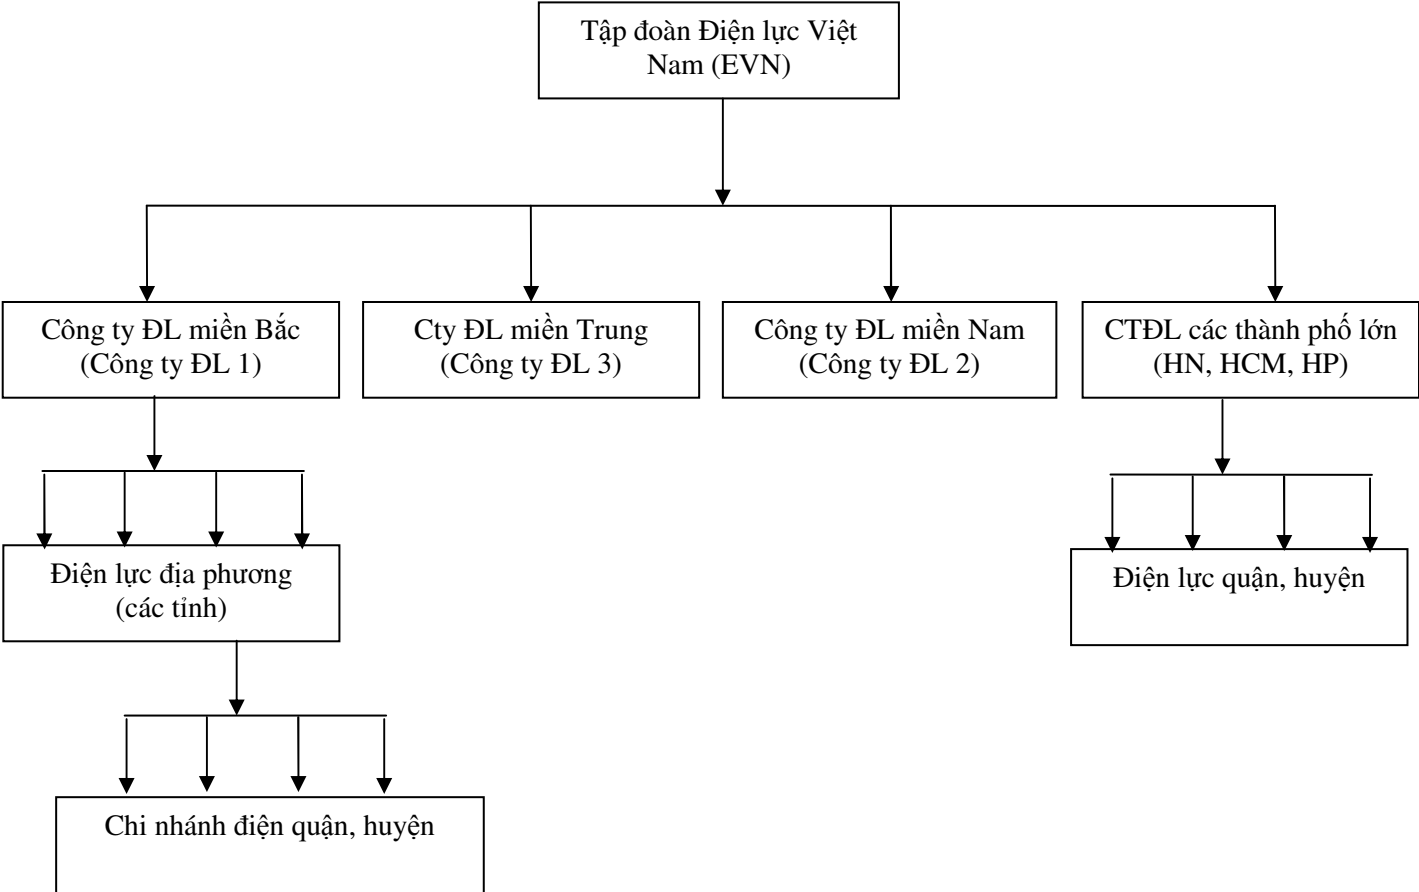 Tập đoàn Điện lực Việt
Nam (EVN)
Công ty ĐL miền Bắc
(Công ty ĐL 1)
Cty ĐL miền Trung
(Công ty ĐL 3)
Công ty ĐL miền Nam
(Công ty ĐL 2)
CTĐL các thành phố lớn
(HN, HCM, HP)
Điện lực địa phương
(các tỉnh)
Điện lực quận, huyện
Chi nhánh điện quận, huyện